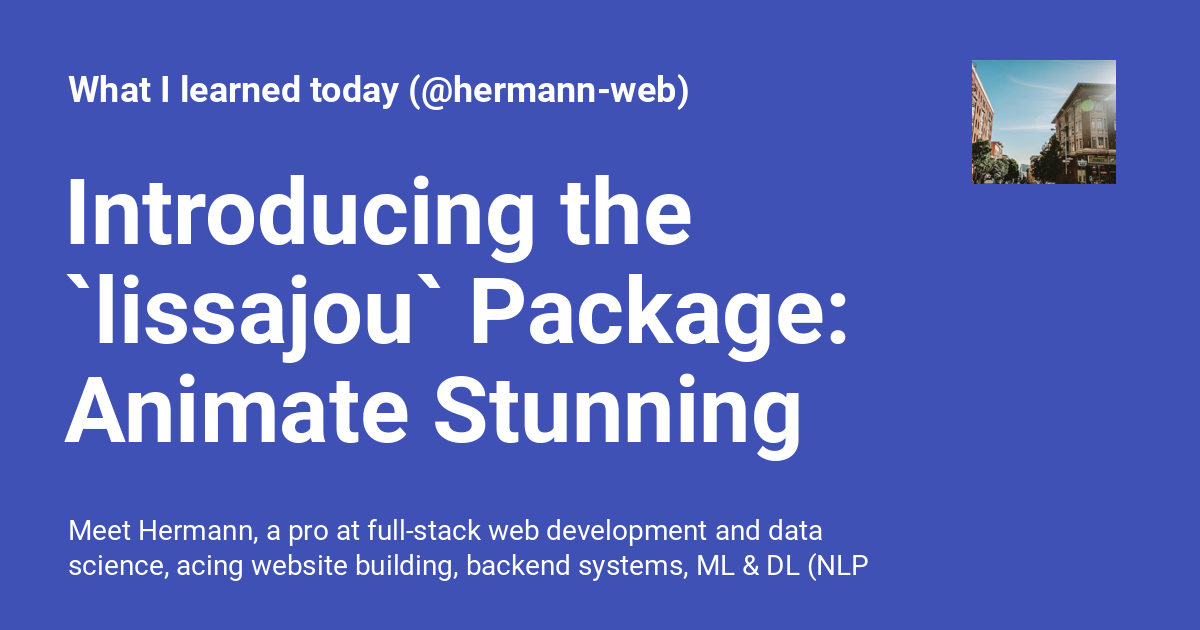 What I learned today (@hermann-web)
Introducing the
`lissajou` Package:
Animate Stunning
Meet Hermann, a pro at full-stack web development and data
science, acing website building, backend systems, ML & DL (NLP